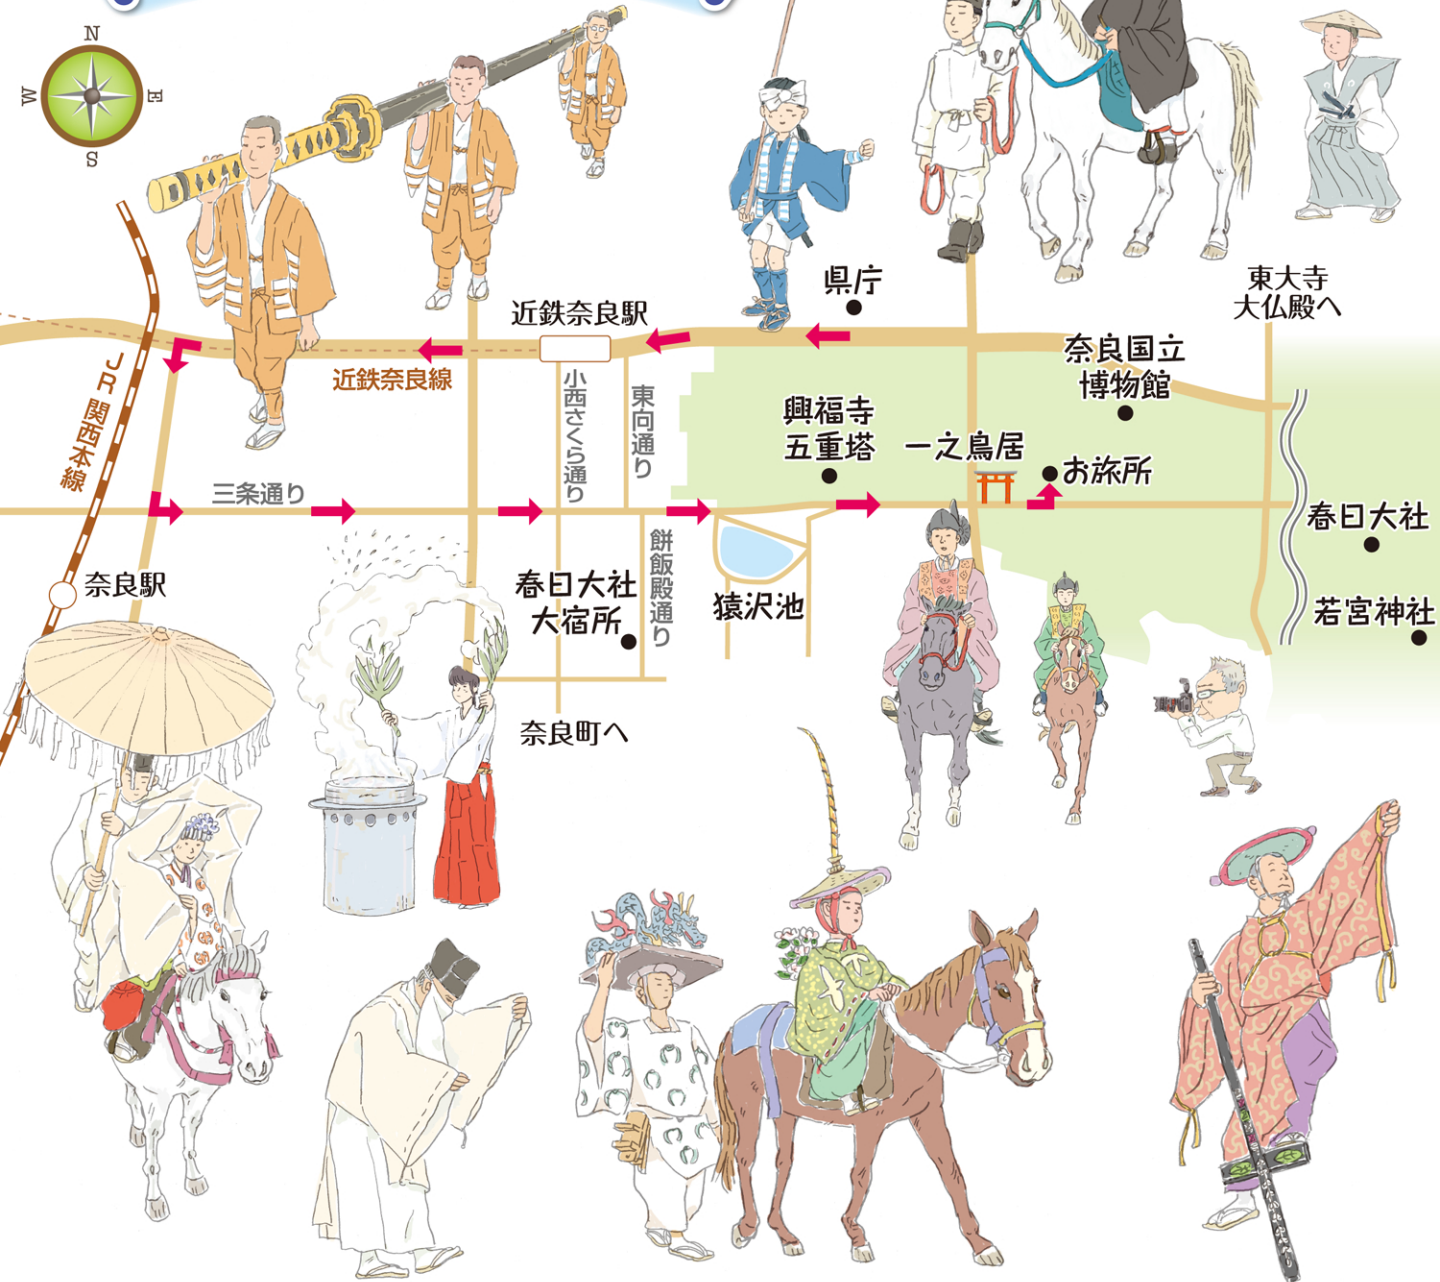 N
W
E
S
県庁
東大寺
大仏殿へ
近鉄奈良駅
奈良国立
博物館
近鉄奈良線
JR関西本線
小西さくら通り
東向通り
興福寺
五重塔
一之鳥居
お旅所
三条通り
春日大社
奈良駅
春日大社
大宿所
餅飯殿通り
猿沢池
若宮神社
奈良町へ